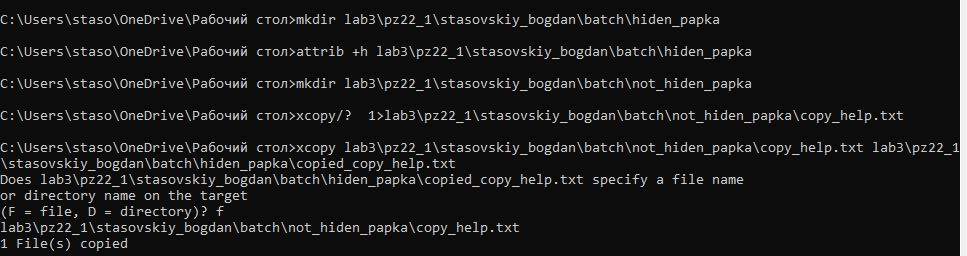 C:\Users\staso\OneDrive\Рабочий стол>mkdir lab3\pz22_1\stasovskiy_bogdan\batch\hiden_papka
C:\Users\staso\OneDrive\Рабочий стол>attrib +h lab3\pz22_1\stasovskiy_bogdan\batch\hiden_papka
C:\Users\staso\OneDrive\Рабочий стол>mkdir lab3\pz22_1\stasovskiy_bogdan\batch\not_hiden_papka
C:\Users\staso\OneDrive\Рабочий стол>xcopy/?  1>lab3\pz22_1\stasovskiy_bogdan\batch\not_hiden_papka\copy_help.txt
C:\Users\staso\OneDrive\Рабочий стол>xcopy lab3\pz22_1\stasovskiy_bogdan\batch\not_hiden_papka\copy_help.txt lab3\pz22_1
\stasovskiy_bogdan\batch\hiden_papka\copied_copy_help.txt
Does lab3\pz22_1\stasovskiy_bogdan\batch\hiden_papka\copied_copy_help.txt specify a file name
or directory name on the target
(F = file, D = directory)? f
lab3\pz22_1\stasovskiy_bogdan\batch\not_hiden_papka\copy_help.txt
1 File(s) copied